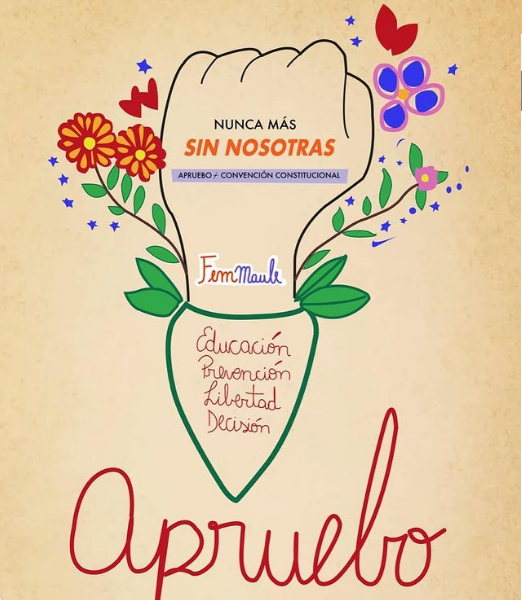 NUNCA MÁS
SIN NOSOTRAS
APRUEBO + CONVENCIÓN CONSTITUCIONAL
FemMaule
Educación
Prevención
Libertad
Decisión
Apruebo